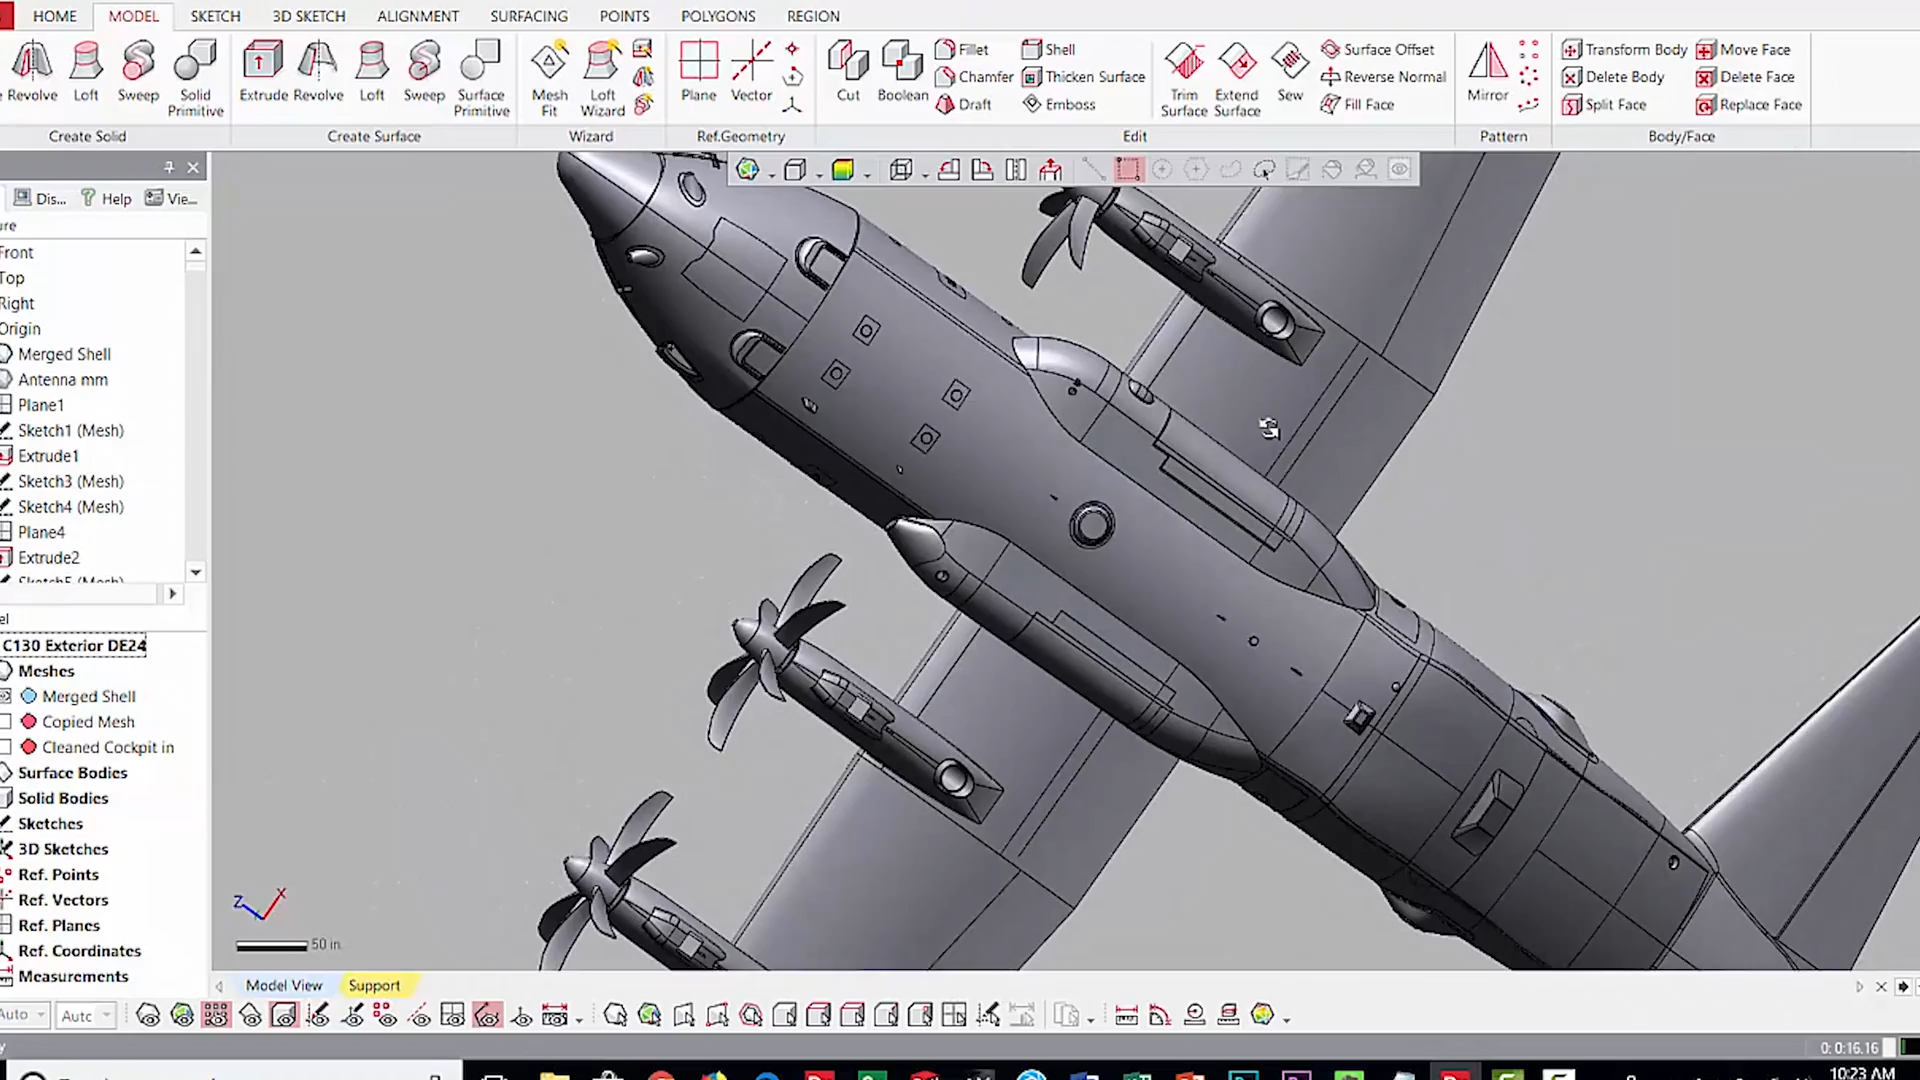 HOME MODEL SKETCH 3D SKETCH ALIGNMENT SURFACING POINTS POLYGONS REGION
Revolve Loft Sweep Solid Primitive
Create Solid
Extrude Revolve Loft Sweep Surface Primitive
Create Surface
Mesh Fit Loft Wizard
Wizard
Plane Vector
Ref.Geometry
Cut Boolean
Fillet Shell
Chamfer Thicken Surface
Draft Emboss
Trim Surface Extend Surface Sew
Surface Offset
Reverse Normal
Fill Face
Edit
Mirror
Pattern
Transform Body Move Face
Delete Body Delete Face
Split Face Replace Face
Body/Face
Dis... Help Vie...
ure
Front
Top
Right
Origin
Merged Shell
Antenna mm
Plane1
Sketch1 (Mesh)
Extrude1
Sketch3 (Mesh)
Sketch4 (Mesh)
Plane4
Extrude2
Sketch5 (Mesh)
el
C130 Exterior DE24
Meshes
Merged Shell
Copied Mesh
Cleaned Cockpit in
Surface Bodies
Solid Bodies
Sketches
3D Sketches
Ref. Points
Ref. Vectors
Ref. Planes
Ref. Coordinates
Measurements
Z X
50 in.
Model View Support
Auto Autc
0: 0:16.16
10:23 AM